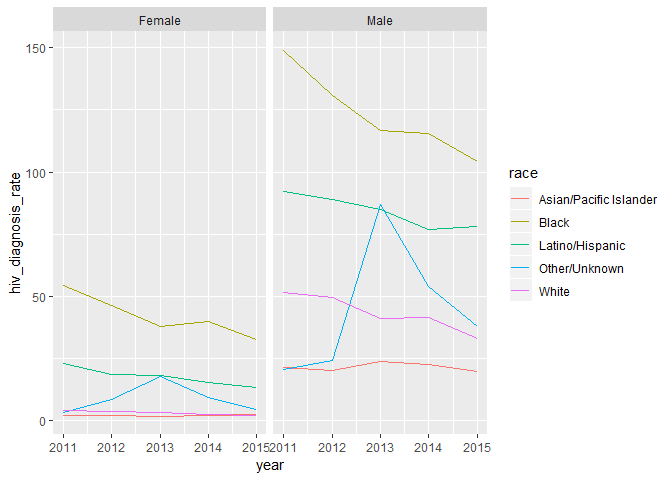 Female Male
150
100
50
0
hiv_diagnosis_rate
2011 2012 2013 2014 2015 2011 2012 2013 2014 2015
year
race
Asian/Pacific Islander
Black
Latino/Hispanic
Other/Unknown
White